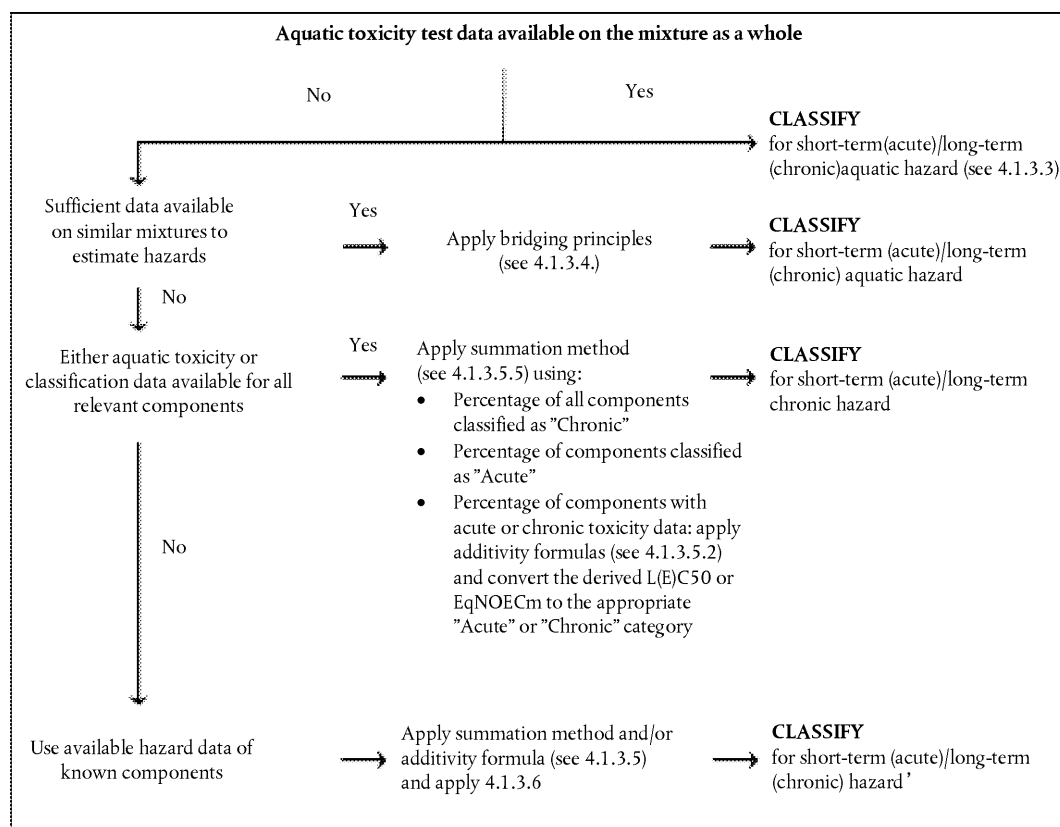 Aquatic toxicity test data available on the mixture as a whole
No
Yes
CLASSIFY
for short-term(acute)/long-term
(chronic)aquatic hazard (see 4.1.3.3)
Sufficient data available
on similar mixtures to
estimate hazards
Yes
Apply bridging principles
(see 4.1.3.4.)
CLASSIFY
for short-term (acute)/long-term
(chronic) aquatic hazard
No
Either aquatic toxicity or
classification data available for all
relevant components
Yes
Apply summation method
(see 4.1.3.5.5) using:
• Percentage of all components
classified as ”Chronic”
• Percentage of components classified
as ”Acute”
• Percentage of components with
acute or chronic toxicity data: apply
additivity formulas (see 4.1.3.5.2)
and convert the derived L(E)C50 or
EqNOECm to the appropriate
”Acute” or ”Chronic” category
CLASSIFY
for short-term (acute)/long-term
chronic hazard
No
Use available hazard data of
known components
Apply summation method and/or
additivity formula (see 4.1.3.5)
and apply 4.1.3.6
CLASSIFY
for short-term (acute)/long-term
(chronic) hazard’